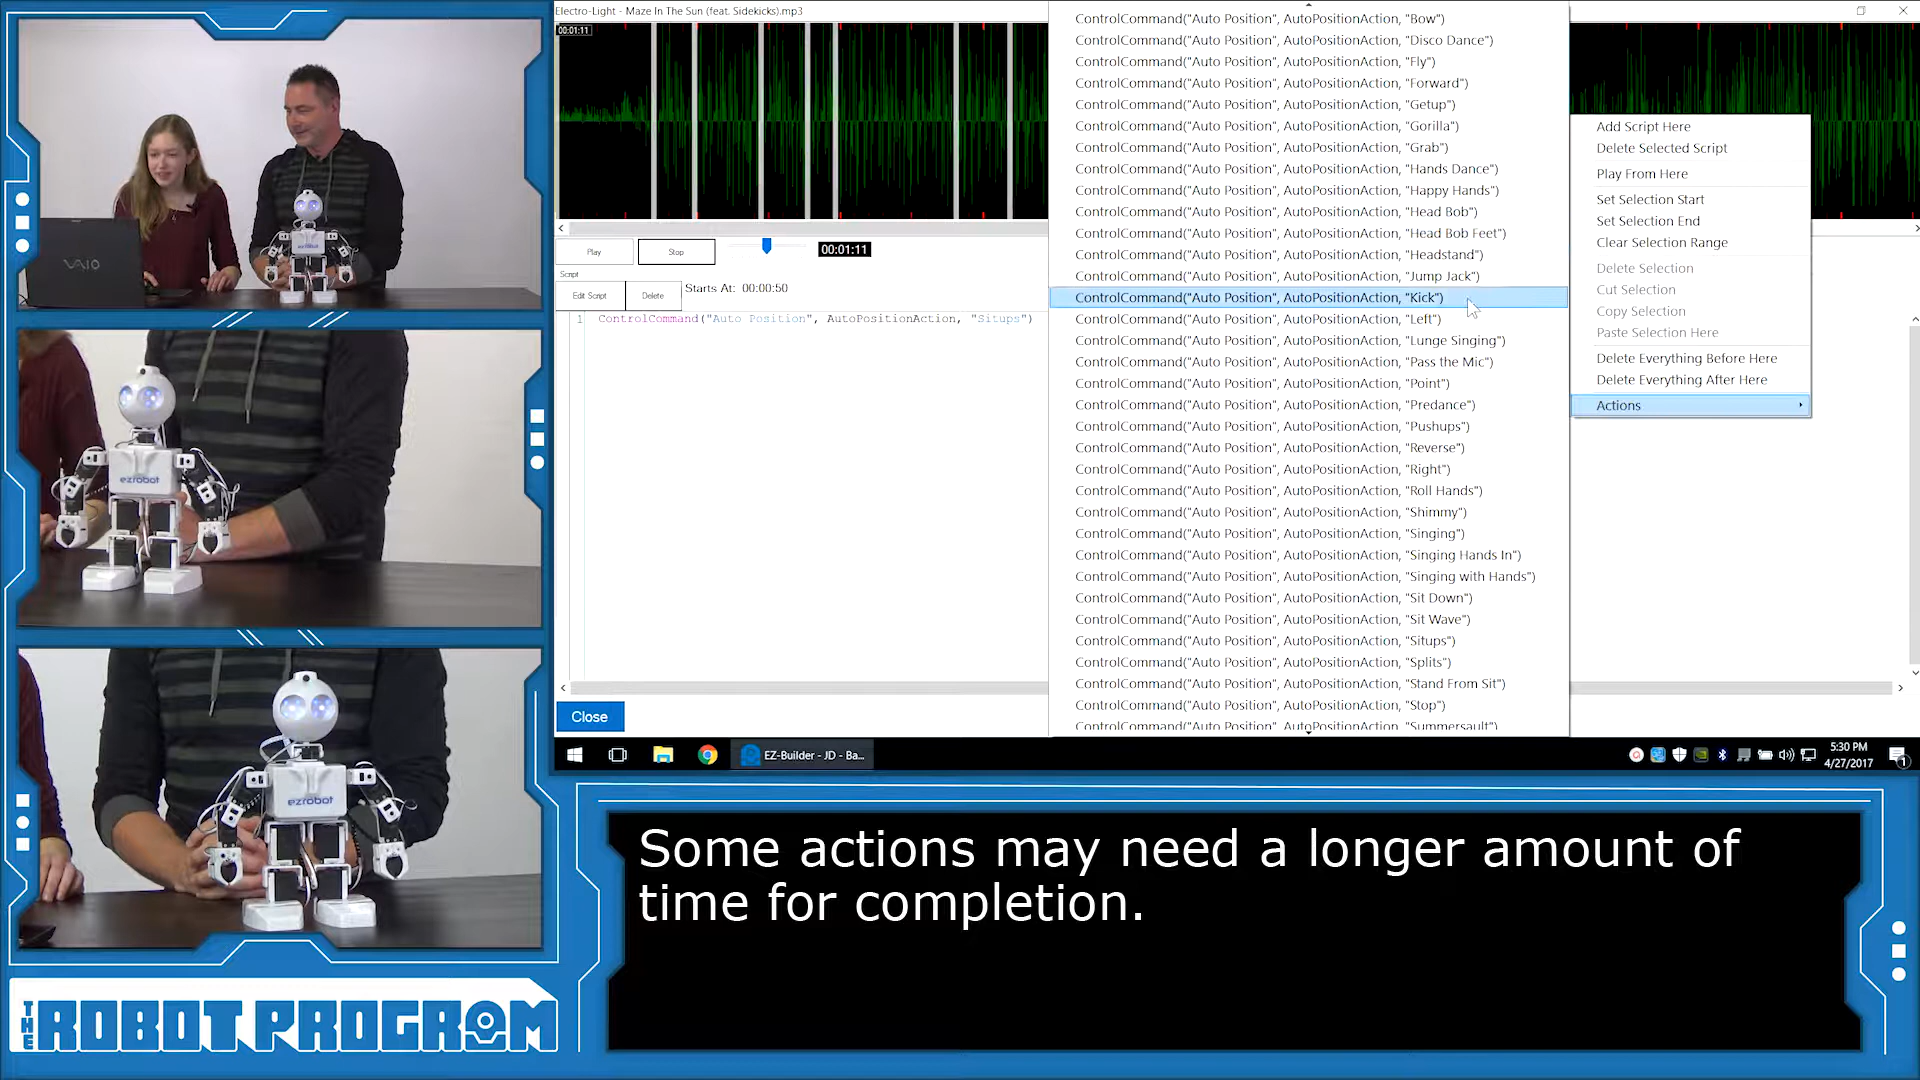 Electro-Light - Maze In The Sun (feat. Sidekicks).mp3
00:01:11
ControlCommand("Auto Position", AutoPositionAction, "Bow")
ControlCommand("Auto Position", AutoPositionAction, "Disco Dance")
ControlCommand("Auto Position", AutoPositionAction, "Fly")
ControlCommand("Auto Position", AutoPositionAction, "Forward")
ControlCommand("Auto Position", AutoPositionAction, "Getup")
ControlCommand("Auto Position", AutoPositionAction, "Gorilla")
ControlCommand("Auto Position", AutoPositionAction, "Grab")
ControlCommand("Auto Position", AutoPositionAction, "Hands Dance")
ControlCommand("Auto Position", AutoPositionAction, "Happy Hands")
ControlCommand("Auto Position", AutoPositionAction, "Head Bob")
ControlCommand("Auto Position", AutoPositionAction, "Head Bob Feet")
ControlCommand("Auto Position", AutoPositionAction, "Headstand")
ControlCommand("Auto Position", AutoPositionAction, "Jump Jack")
ControlCommand("Auto Position", AutoPositionAction, "Kick")
ControlCommand("Auto Position", AutoPositionAction, "Left")
ControlCommand("Auto Position", AutoPositionAction, "Lunge Singing")
ControlCommand("Auto Position", AutoPositionAction, "Pass the Mic")
ControlCommand("Auto Position", AutoPositionAction, "Point")
ControlCommand("Auto Position", AutoPositionAction, "Predance")
ControlCommand("Auto Position", AutoPositionAction, "Pushups")
ControlCommand("Auto Position", AutoPositionAction, "Reverse")
ControlCommand("Auto Position", AutoPositionAction, "Right")
ControlCommand("Auto Position", AutoPositionAction, "Roll Hands")
ControlCommand("Auto Position", AutoPositionAction, "Shimmy")
ControlCommand("Auto Position", AutoPositionAction, "Singing")
ControlCommand("Auto Position", AutoPositionAction, "Singing Hands In")
ControlCommand("Auto Position", AutoPositionAction, "Singing with Hands")
ControlCommand("Auto Position", AutoPositionAction, "Sit Down")
ControlCommand("Auto Position", AutoPositionAction, "Sit Wave")
ControlCommand("Auto Position", AutoPositionAction, "Situps")
ControlCommand("Auto Position", AutoPositionAction, "Splits")
ControlCommand("Auto Position", AutoPositionAction, "Stand From Sit")
ControlCommand("Auto Position", AutoPositionAction, "Stop")
ControlCommand("Auto Position", AutoPositionAction, "Summersault")
Add Script Here
Delete Selected Script
Play From Here
Set Selection Start
Set Selection End
Clear Selection Range
Delete Selection
Cut Selection
Copy Selection
Paste Selection Here
Delete Everything Before Here
Delete Everything After Here
Actions
Play
Stop
00:01:11
Script
Edit Script
Delete
Starts At: 00:00:50
1 ControlCommand("Auto Position", AutoPositionAction, "Situps")
Close
EZ-Builder - JD - Ba...
5:30 PM
4/27/2017
1
VAIO
ezrobot
ezrobot
ezrobot
Some actions may need a longer amount of
time for completion.
THE ROBOT PROGRAM